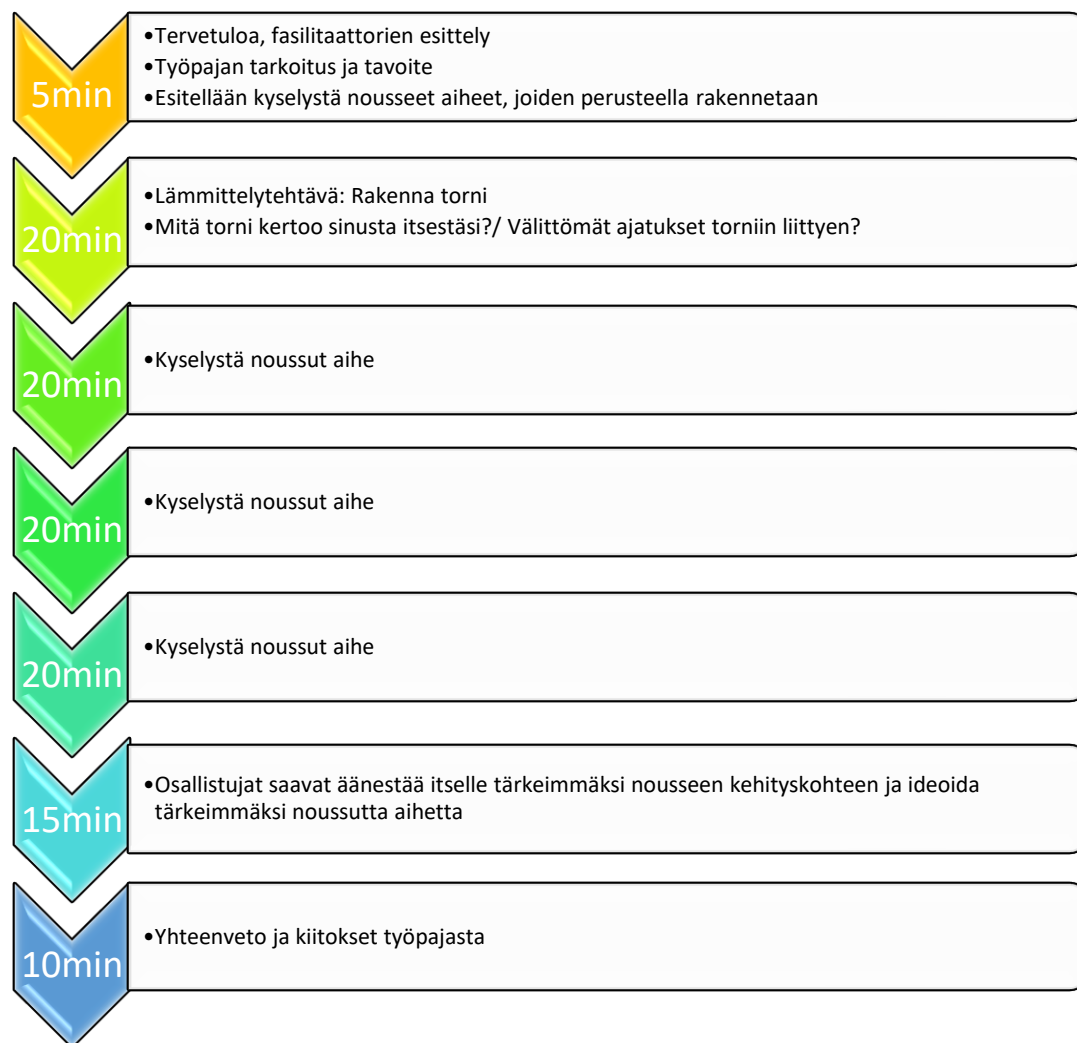 5min
•Tervetuloa, fasilitaattorien esittely
•Työpajan tarkoitus ja tavoite
•Esitellään kyselystä nousseet aiheet, joiden perusteella rakennetaan
20min
•Lämmittelytehtävä: Rakenna torni
•Mitä torni kertoo sinusta itsestäsi?/ Välittömät ajatukset torniin liittyen?
20min
•Kyselystä noussut aihe
20min
•Kyselystä noussut aihe
20min
•Kyselystä noussut aihe
15min
•Osallistujat saavat äänestää itselle tärkeimmäksi nousseen kehityskohteen ja ideoida
tärkeimmäksi noussutta aihetta
10min
•Yhteenveto ja kiitokset työpajasta